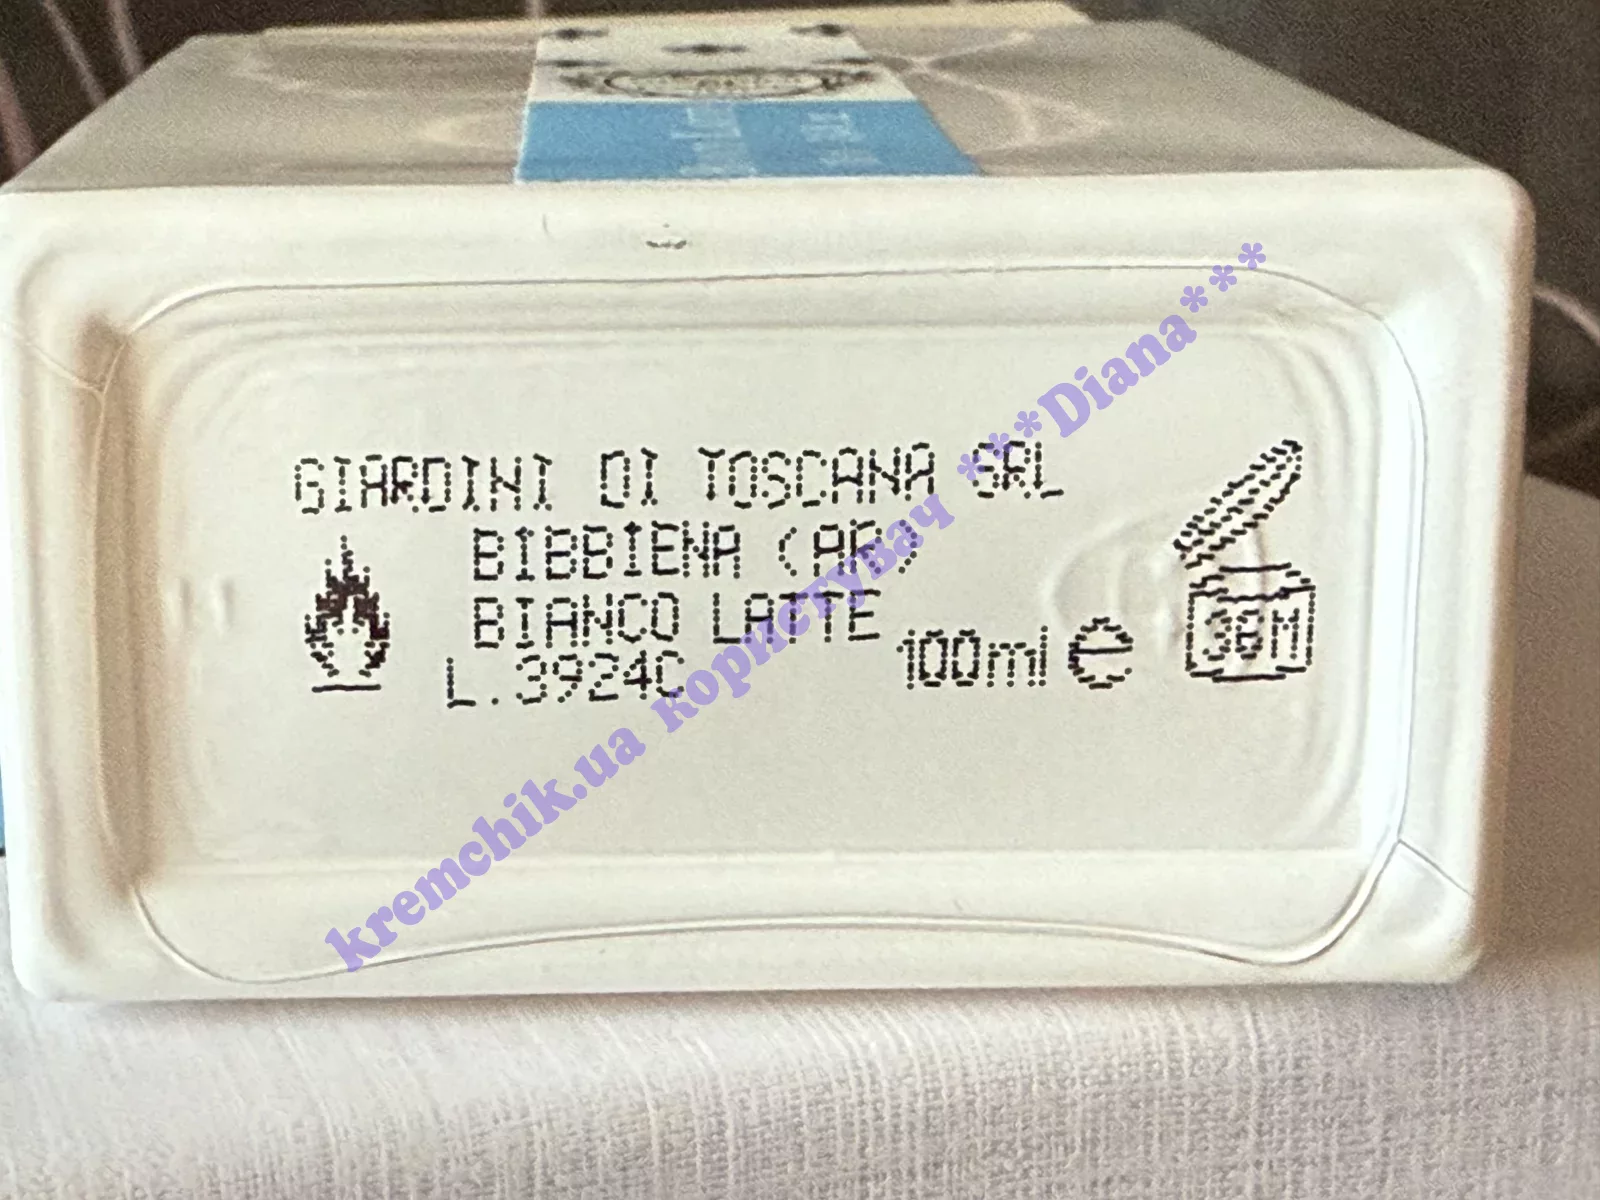 GIARDINI DI TOSCANA SRL
BIBBIENA (AR)
BIANCO LATTE
L.3924C
100ml e
36M
kremchik.ua користувач ***Diana***